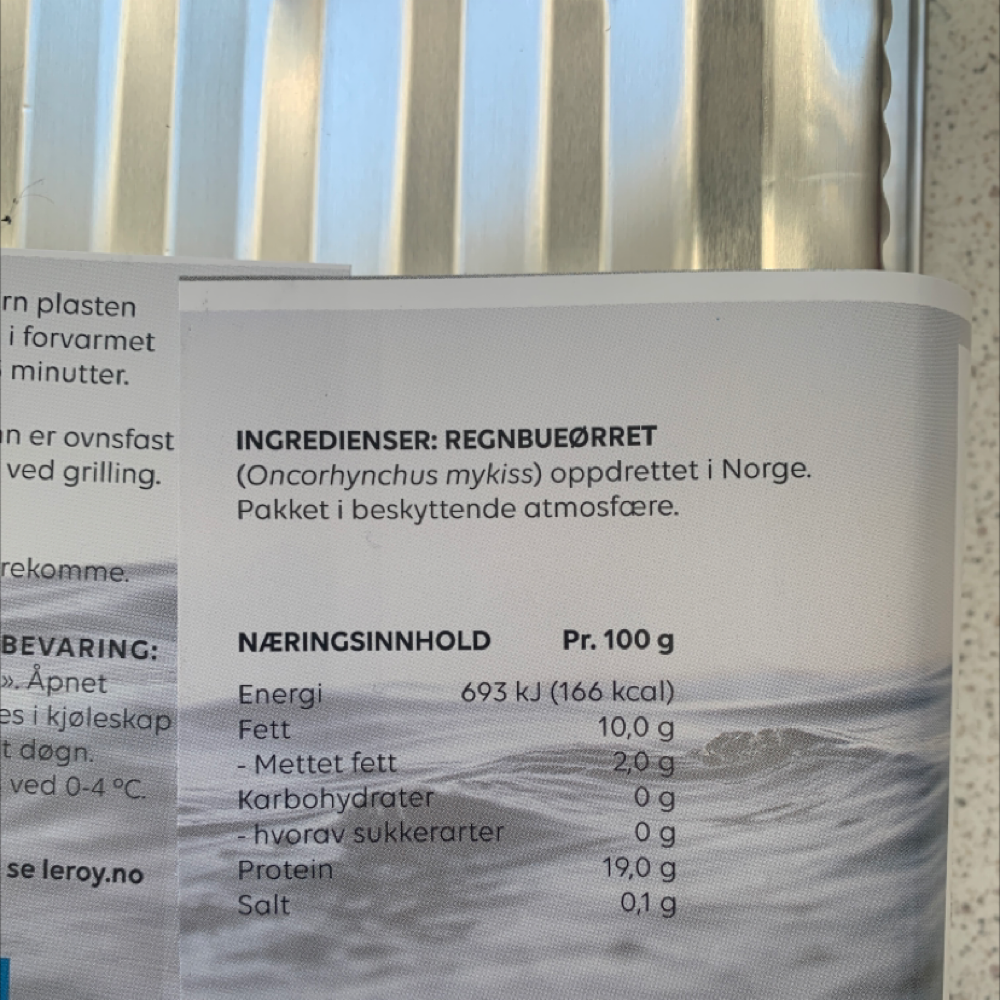 rn plasten
i forvarmet
minutter.
n er ovnsfast
ved grilling.
rekomme.
BEVARING:
». Åpnet
es i kjøleskap
t døgn.
ved 0-4 °C.
se leroy.no
INGREDIENSER: REGNBUEØRRET
(Oncorhynchus mykiss) oppdrettet i Norge.
Pakket i beskyttende atmosfære.
NÆRINGSINNHOLD Pr. 100 g
Energi 693 kJ (166 kcal)
Fett 10,0 g
- Mettet fett 2,0 g
Karbohydrater 0 g
- hvorav sukkerarter 0 g
Protein 19,0 g
Salt 0,1 g